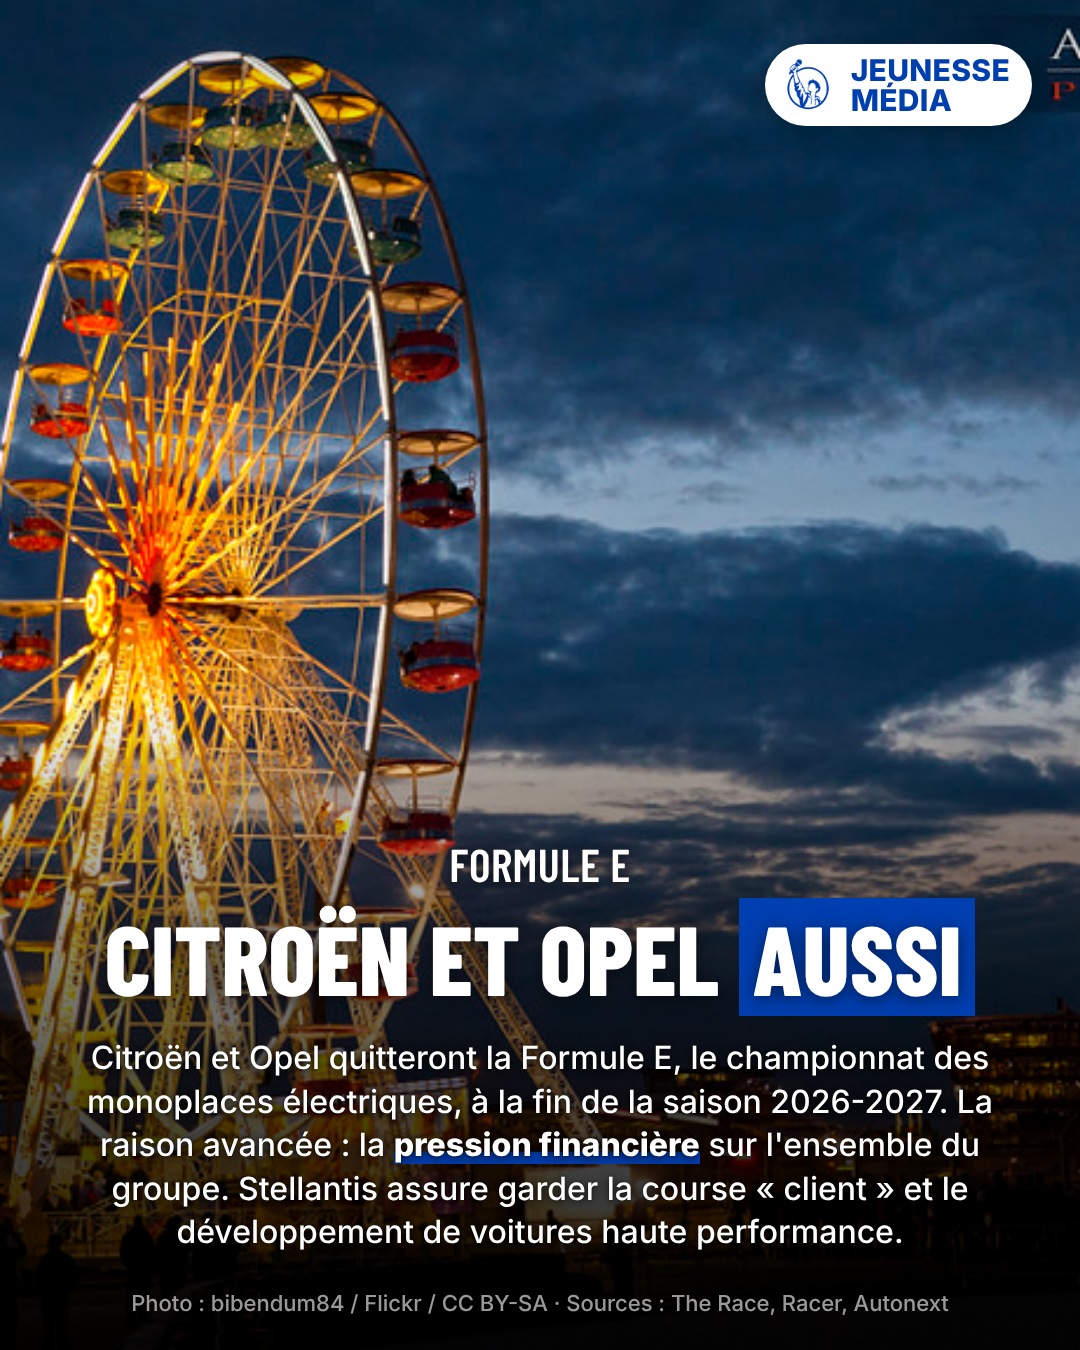 JEUNESSE
MÉDIA
A
P
FORMULE E
CITROËN ET OPEL AUSSI
Citroën et Opel quitteront la Formule E, le championnat des
monoplaces électriques, à la fin de la saison 2026-2027. La
raison avancée : la pression financière sur l'ensemble du
groupe. Stellantis assure garder la course « client » et le
développement de voitures haute performance.
Photo : bibendum84 / Flickr / CC BY-SA · Sources : The Race, Racer, Autonext